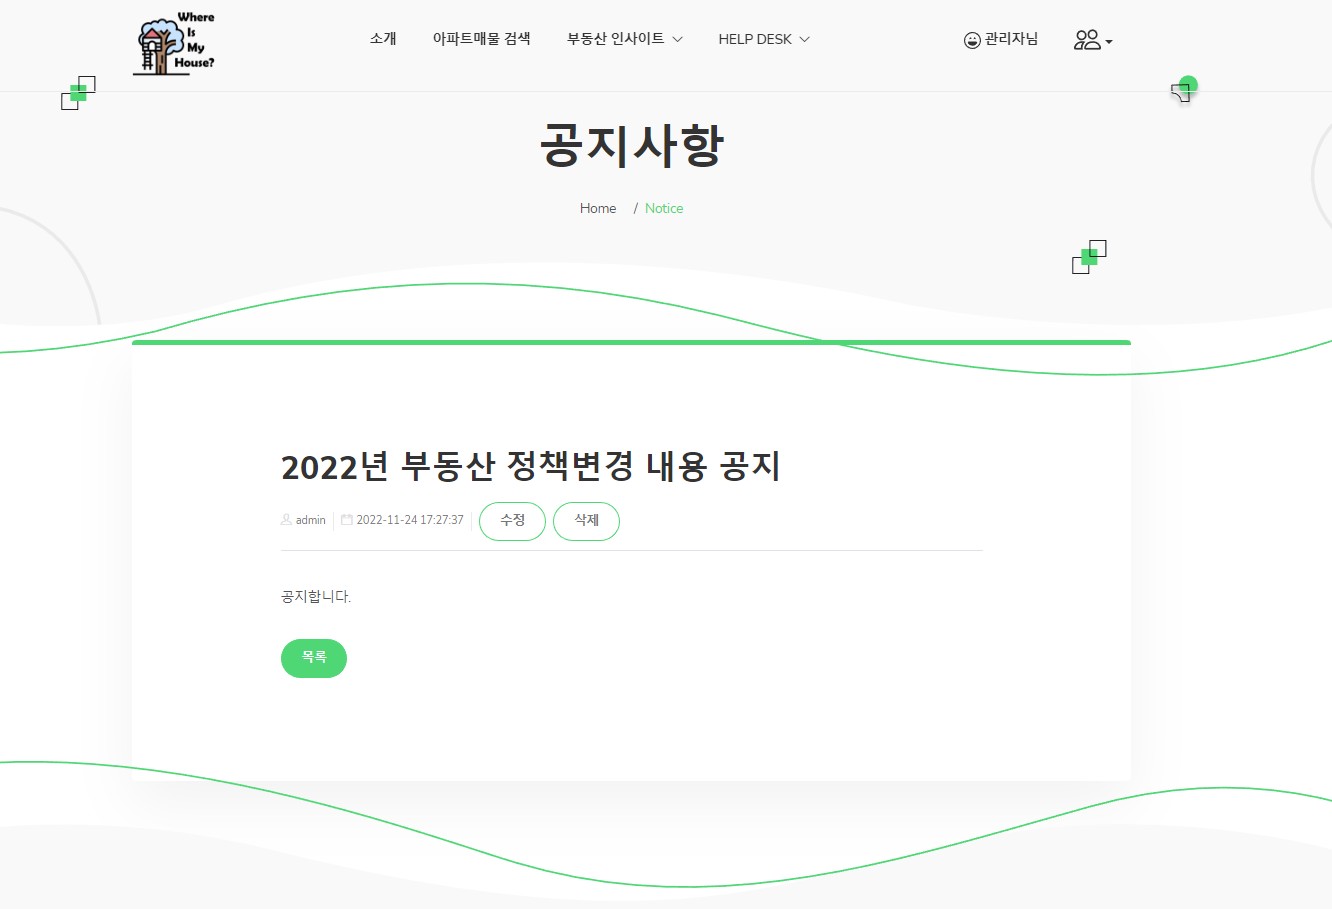 Where
Is
My
House?
소개 아파트매물 검색 부동산 인사이트 HELP DESK 관리자님
공지사항
Home / Notice
2022년 부동산 정책변경 내용 공지
admin 2022-11-24 17:27:37 수정 삭제
공지합니다.
목록